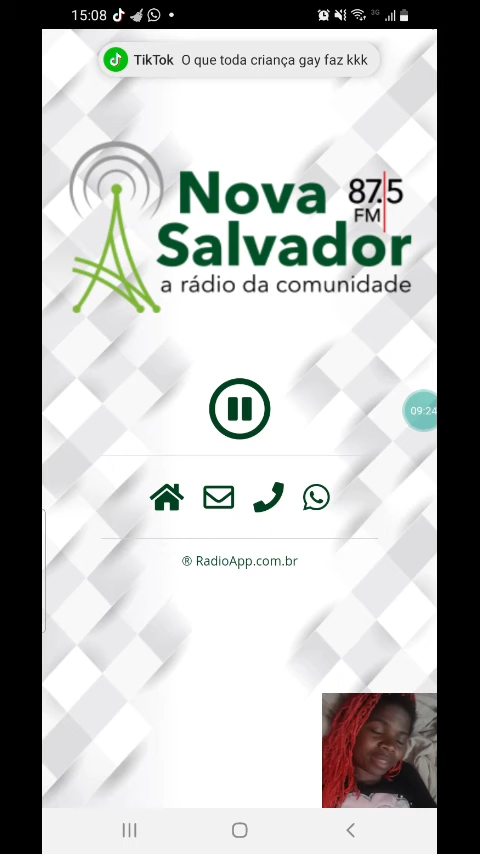 15:08
3G
TikTok O que toda criança gay faz kkk
Nova
87.5
FM
Salvador
a rádio da comunidade
09:24
® RadioApp.com.br